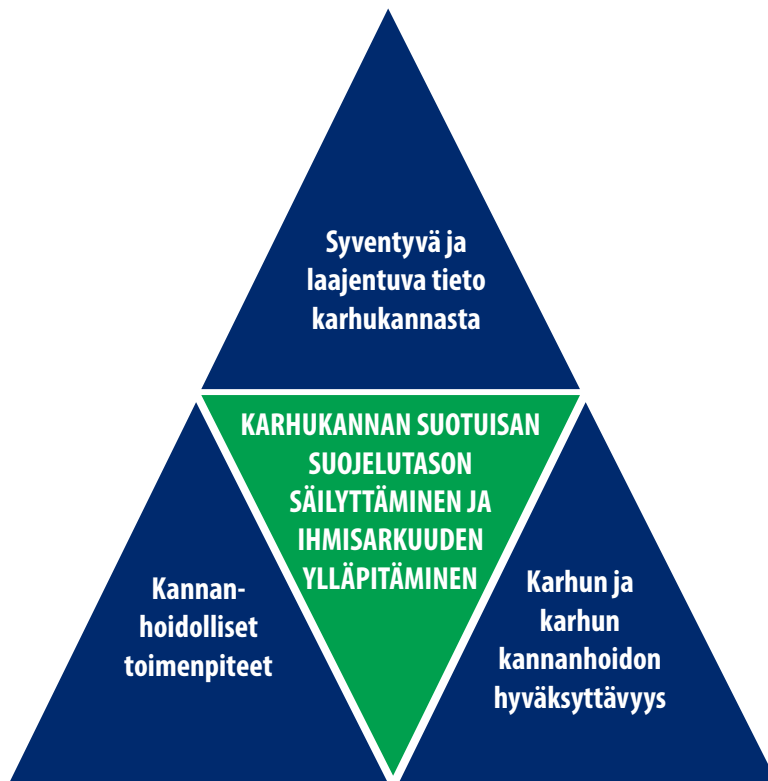 Syventyvä ja
laajentuva tieto
karhukannasta
KARHUKANNAN SUOTUISAN
SUOJELUTASON
SÄILYTTÄMINEN JA
IHMISARKUUDEN
YLLÄPITÄMINEN
Kannan-
hoidolliset
toimenpiteet
Karhun ja
karhun
kannanhoidon
hyväksyttävyys